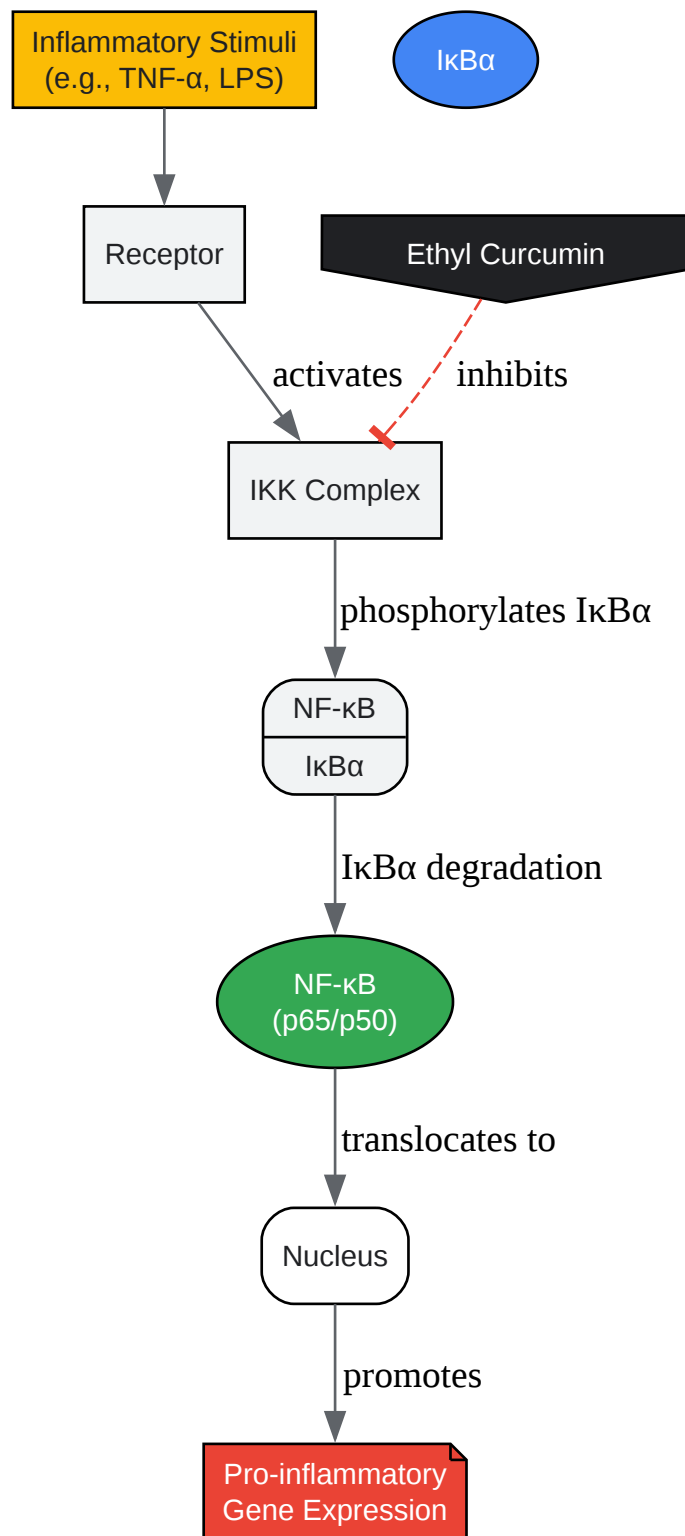 Inflammatory Stimuli
(e.g., TNF-α, LPS)
IκBα
Receptor
Ethyl Curcumin
activates
inhibits
IKK Complex
phosphorylates IκBα
NF-κB
IκBα
IκBα degradation
NF-κB
(p65/p50)
translocates to
Nucleus
promotes
Pro-inflammatory
Gene Expression